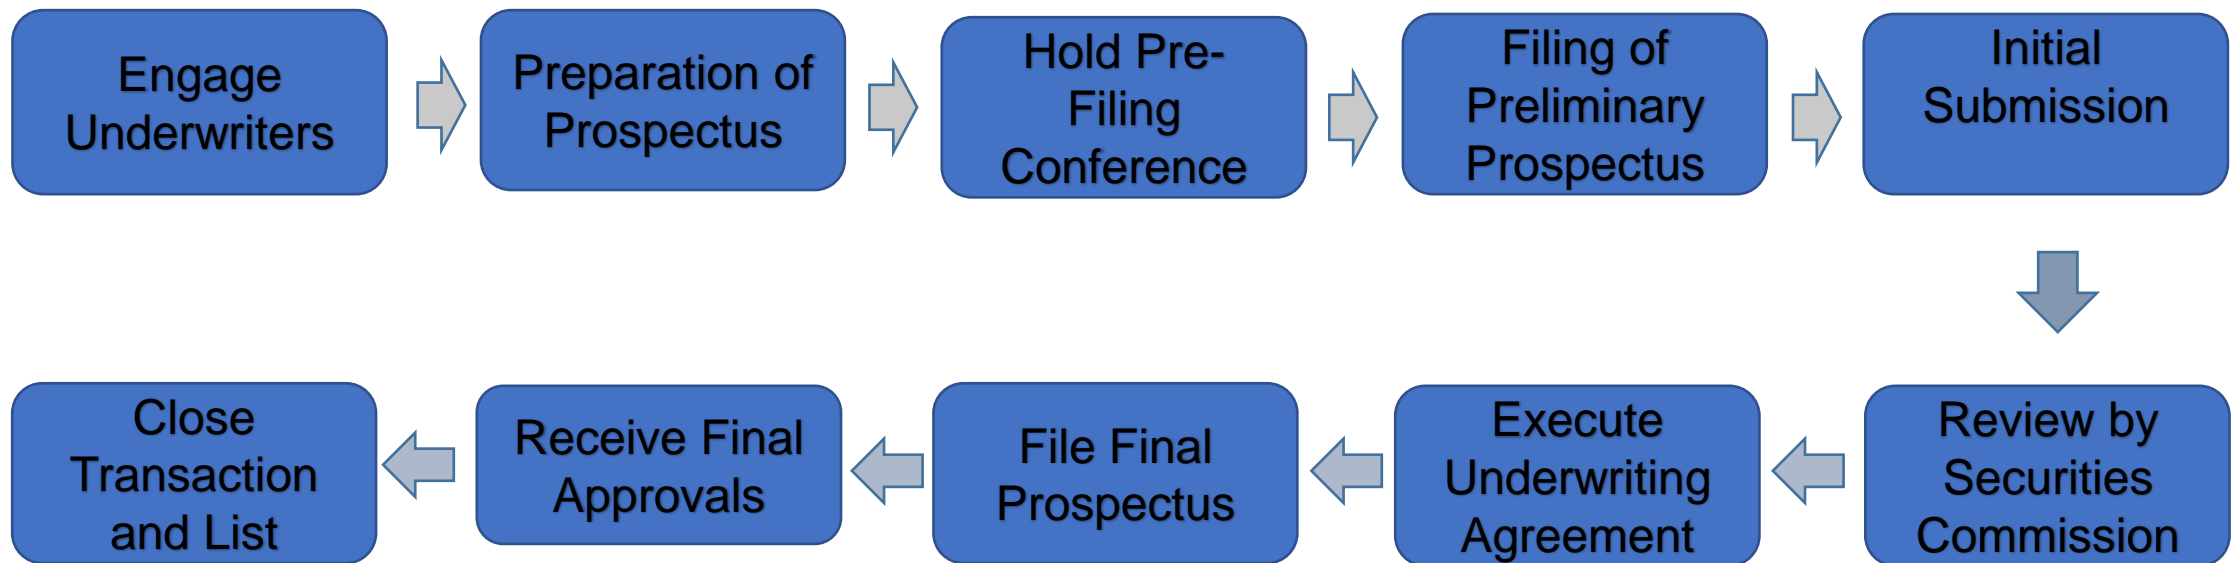 Engage
Underwriters
Preparation of
Prospectus
Hold Pre-
Filing
Conference
Filing of
Preliminary
Prospectus
Initial
Submission
Review by
Securities
Commission
Execute
Underwriting
Agreement
File Final
Prospectus
Receive Final
Approvals
Close
Transaction
and List